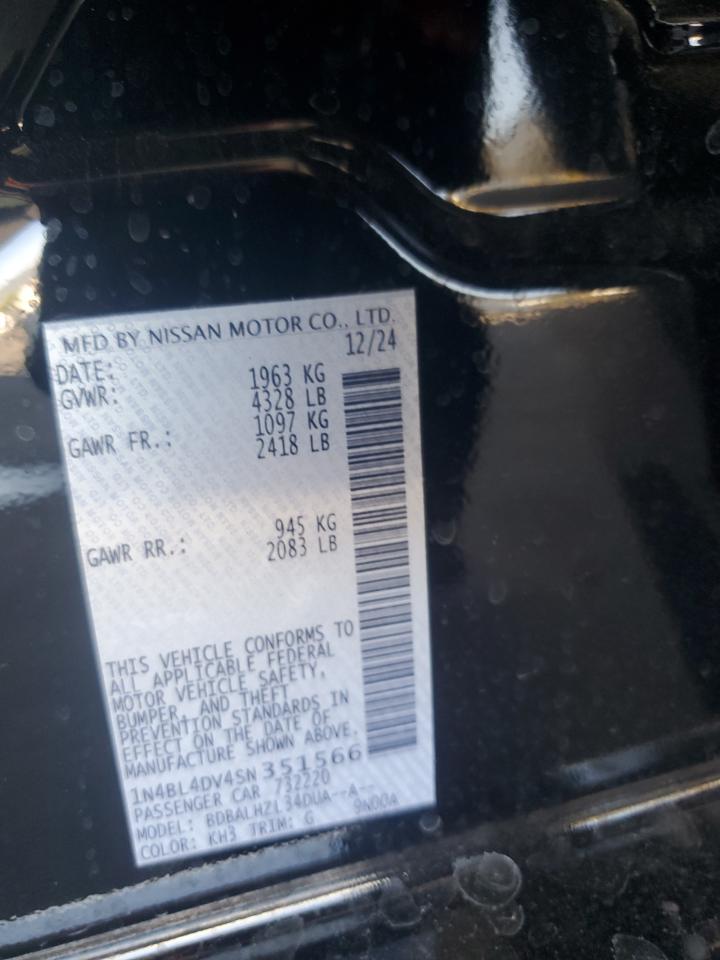 MFD BY NISSAN MOTOR CO., LTD.
DATE: 12/24
GVWR: 1963 KG
4328 LB
GAWR FR.: 1097 KG
2418 LB
GAWR RR.: 945 KG
2083 LB
THIS VEHICLE CONFORMS TO
ALL APPLICABLE FEDERAL
MOTOR VEHICLE SAFETY,
BUMPER, AND THEFT
PREVENTION STANDARDS IN
EFFECT ON THE DATE OF
MANUFACTURE SHOWN ABOVE.
1N4BL4DV4SN351566
PASSENGER CAR 732220
MODEL: BDBALHZL34DUA--A--
COLOR: KH3 TRIM: G 9N00A